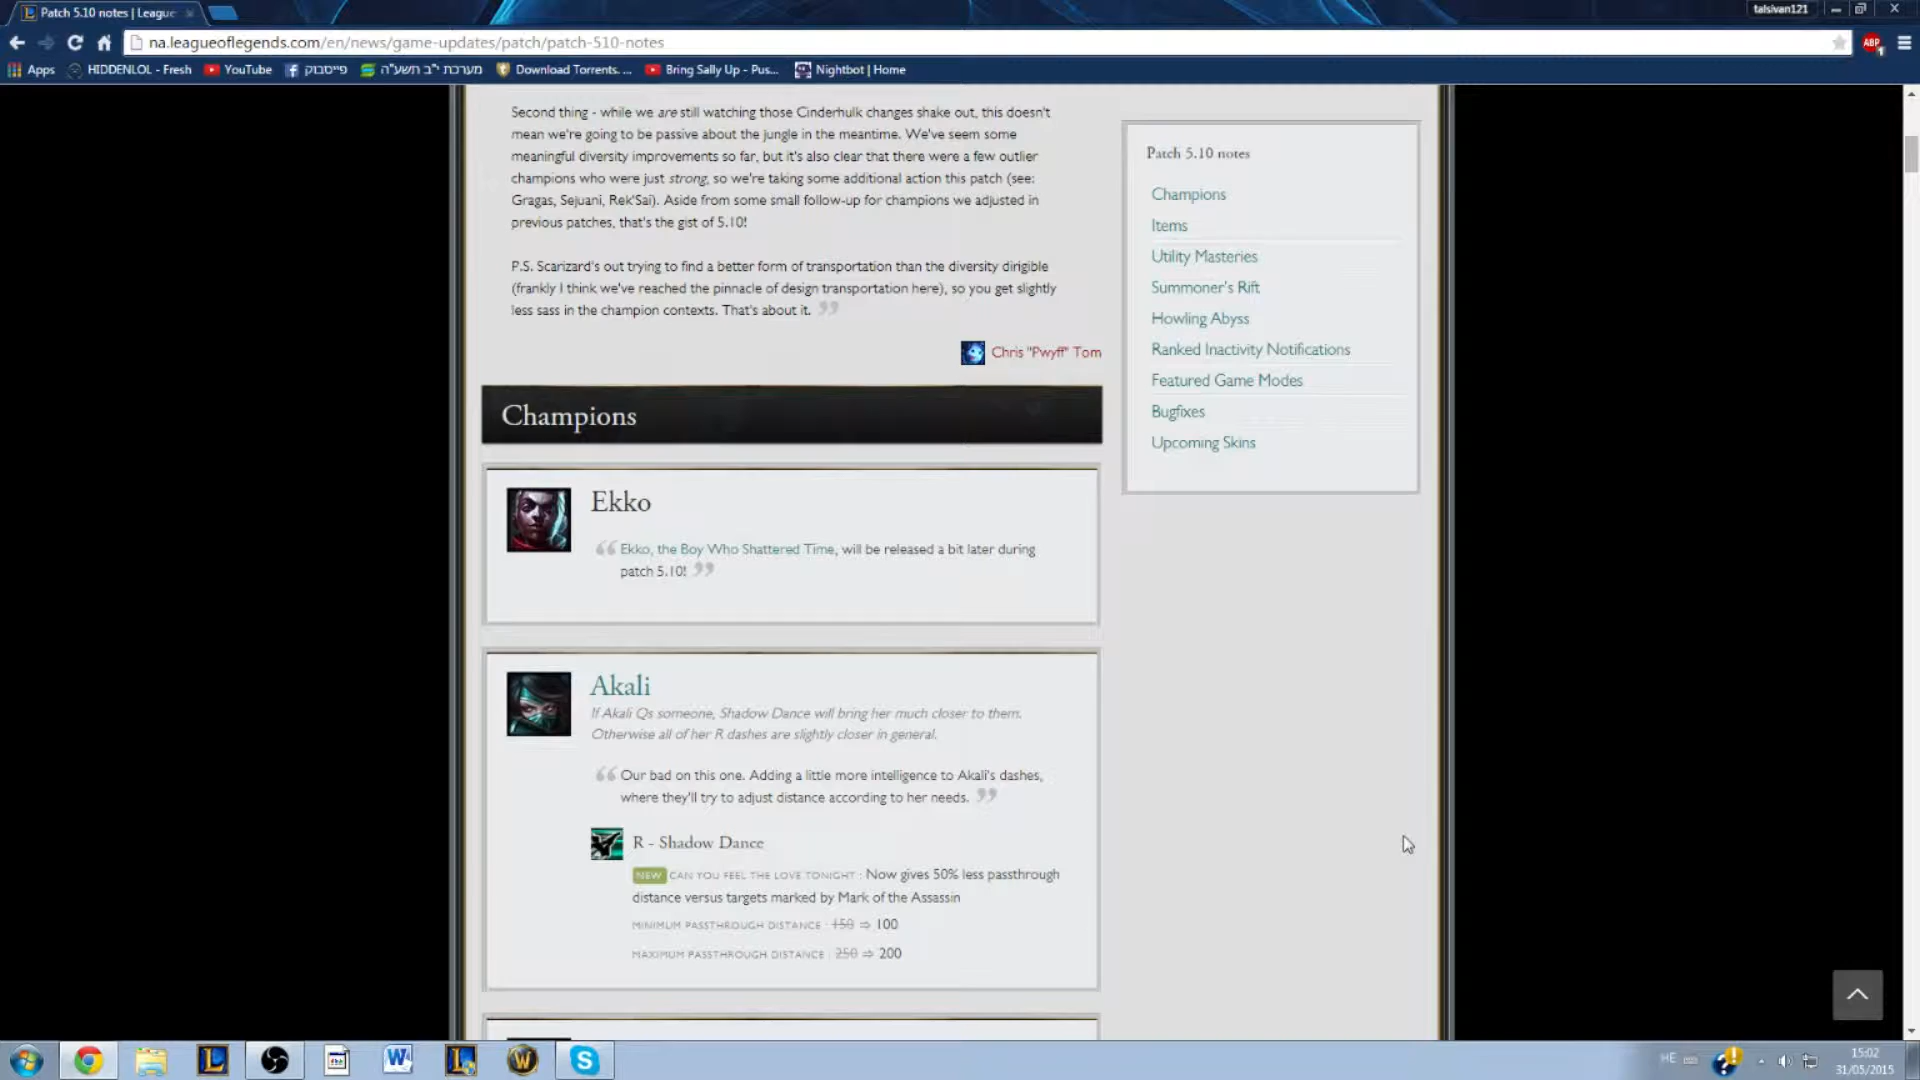 Patch 5.10 notes | League
talsivan121
na.leagueoflegends.com/en/news/game-updates/patch/patch-510-notes
ABP
1
Apps
HIDDENLOL - Fresh
YouTube
פייסבוק
מערכת י"ב תשע"ה
Download Torrents. ...
Bring Sally Up - Pus...
Nightbot | Home
Second thing - while we are still watching those Cinderhulk changes shake out, this doesn't
mean we're going to be passive about the jungle in the meantime. We've seem some
meaningful diversity improvements so far, but it's also clear that there were a few outlier
champions who were just strong, so we're taking some additional action this patch (see:
Gragas, Sejuani, Rek'Sai). Aside from some small follow-up for champions we adjusted in
previous patches, that's the gist of 5.10!
P.S. Scarizard's out trying to find a better form of transportation than the diversity dirigible
(frankly I think we've reached the pinnacle of design transportation here), so you get slightly
less sass in the champion contexts. That's about it. ”
Chris "Pwyff" Tom
Patch 5.10 notes
Champions
Items
Utility Masteries
Summoner's Rift
Howling Abyss
Ranked Inactivity Notifications
Featured Game Modes
Bugfixes
Upcoming Skins
Champions
Ekko
“ Ekko, the Boy Who Shattered Time, will be released a bit later during
patch 5.10! ”
Akali
If Akali Qs someone, Shadow Dance will bring her much closer to them.
Otherwise all of her R dashes are slightly closer in general.
“ Our bad on this one. Adding a little more intelligence to Akali's dashes,
where they'll try to adjust distance according to her needs. ”
R - Shadow Dance
NEW CAN YOU FEEL THE LOVE TONIGHT : Now gives 50% less passthrough
distance versus targets marked by Mark of the Assassin
MINIMUM PASSTHROUGH DISTANCE : 150 ⇒ 100
MAXIMUM PASSTHROUGH DISTANCE : 250 ⇒ 200
HE
15:02
31/05/2015